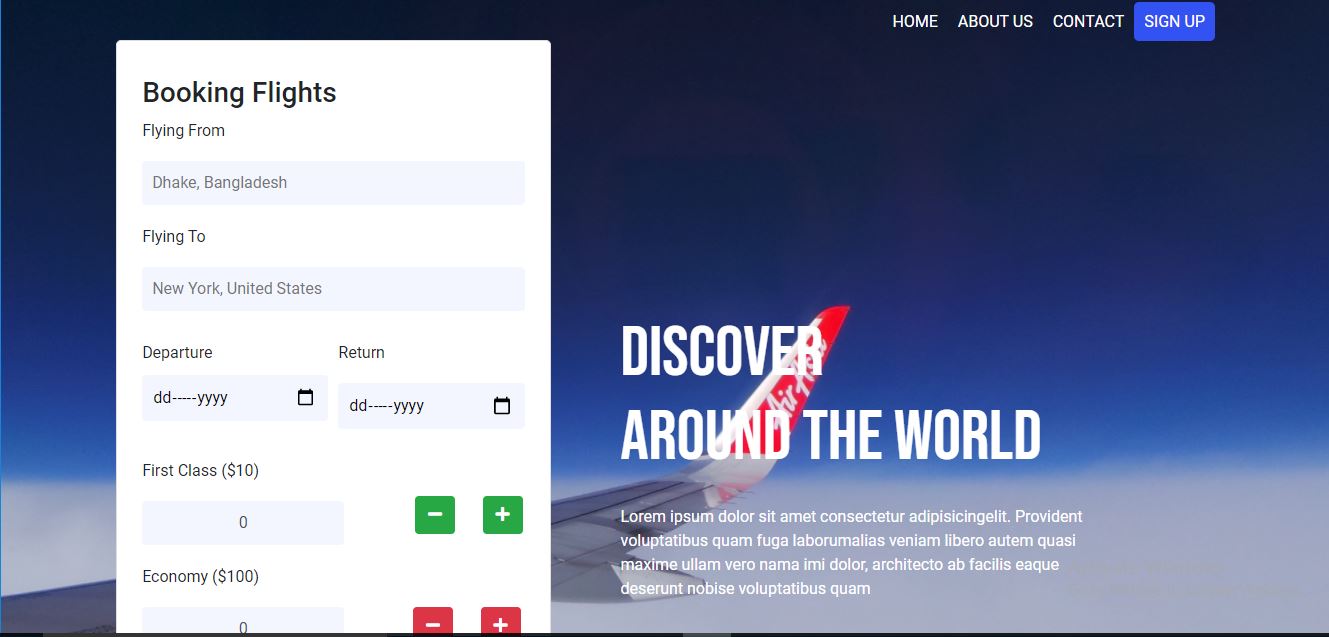 HOME ABOUT US CONTACT SIGN UP
Booking Flights
Flying From
Dhake, Bangladesh
Flying To
New York, United States
Departure Return
dd-----yyyy dd-----yyyy
First Class ($10)
0
Economy ($100)
0
DISCOVER
AROUND THE WORLD
AirAsia
Lorem ipsum dolor sit amet consectetur adipisicingelit. Provident
voluptatibus quam fuga laborumalias veniam libero autem quasi
maxime ullam vero nama imi dolor, architecto ab facilis eaque
deserunt nobise voluptatibus quam